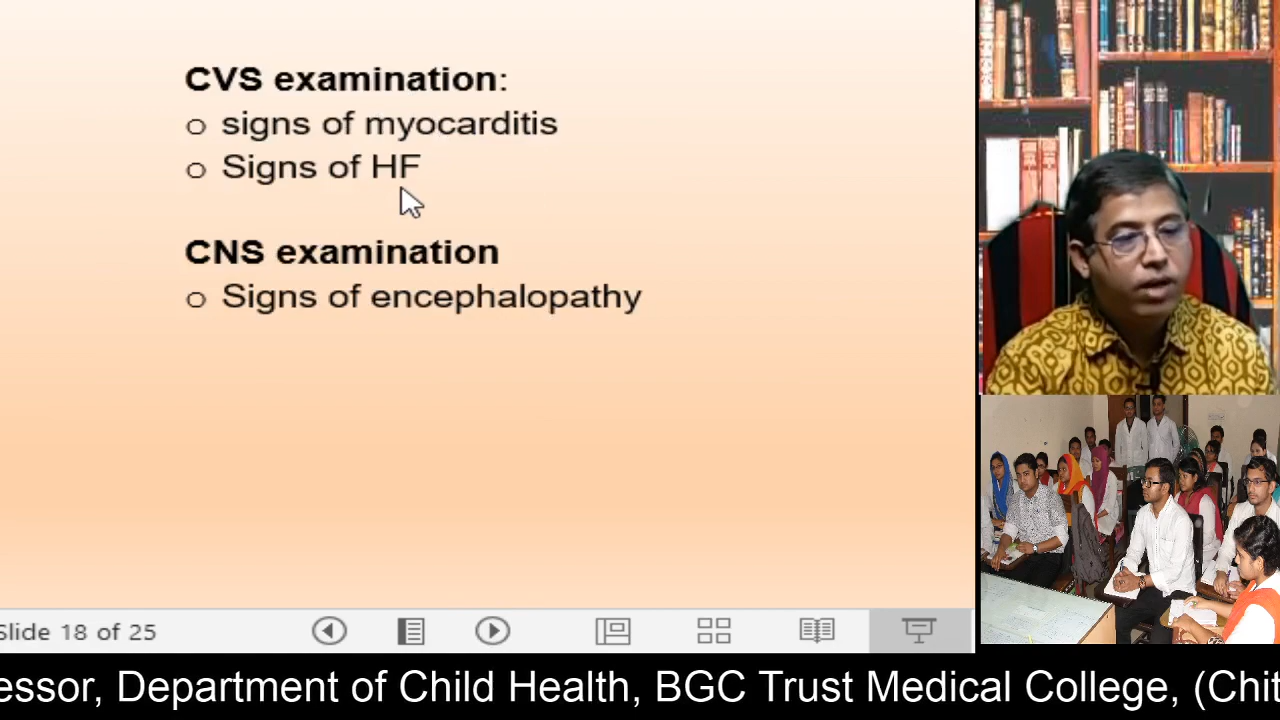 CVS examination:
o signs of myocarditis
o Signs of HF
CNS examination
o Signs of encephalopathy
Slide 18 of 25
essor, Department of Child Health, BGC Trust Medical College, (Chit